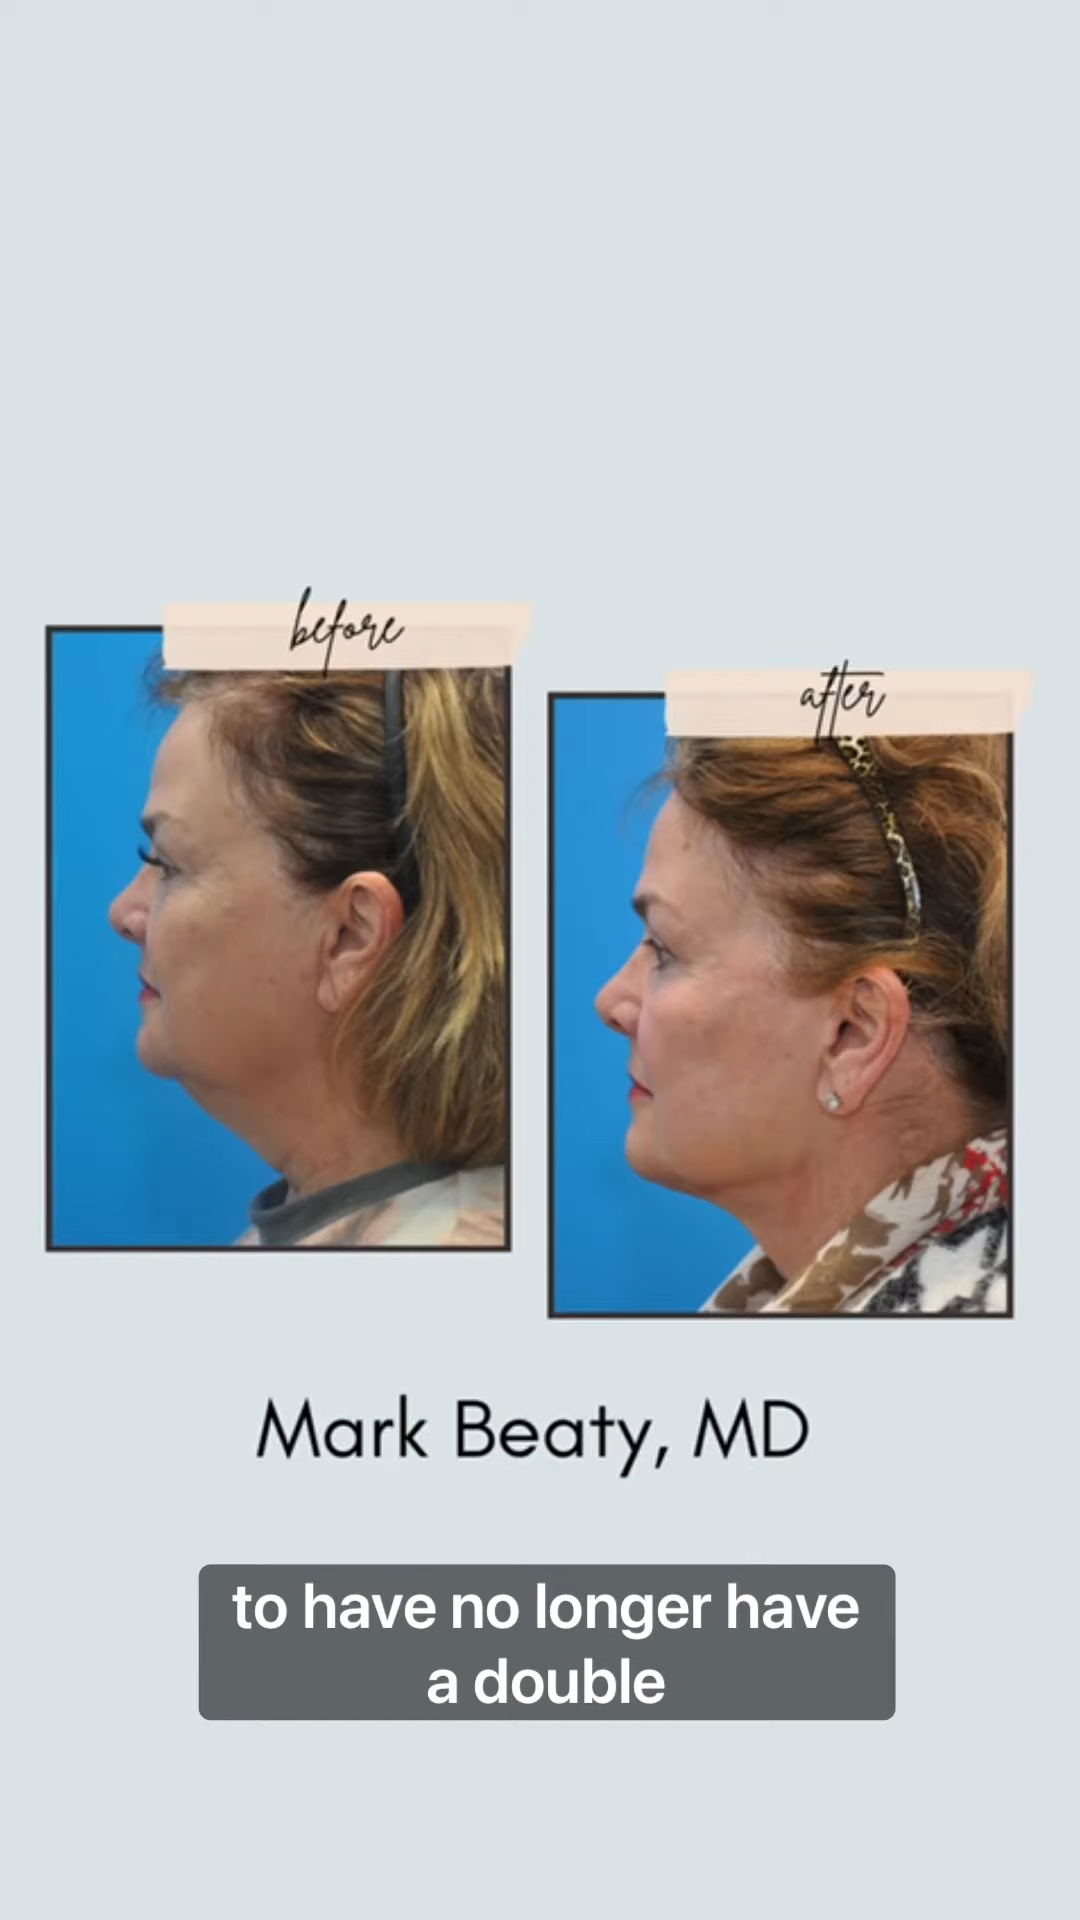 before
after
Mark Beaty, MD
to have no longer have
a double